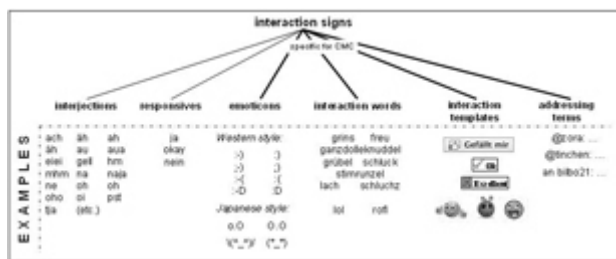 interaction signs
specific for CMC
interjections responsives emoticons interaction words interaction templates addressing terms
EXAMPLES
ach äh ah
äh au aua
eiei gell hm
mhm na naja
ne oh oh
oho oi pst
tja (etc.)
ja
okay
nein
Western style:
:-) :)
;-) ;)
:-( :(
:-D :D
Japanese style:
o.O O.O
\(^_^)/ (^_^)
grins freu
ganzdolleknuddel
grübel schluck
stirnrunzel
lach schluchz
lol rofl
Gefällt mir
ok
@zora: ...
@tinchen: ...
an bilbo21: ...